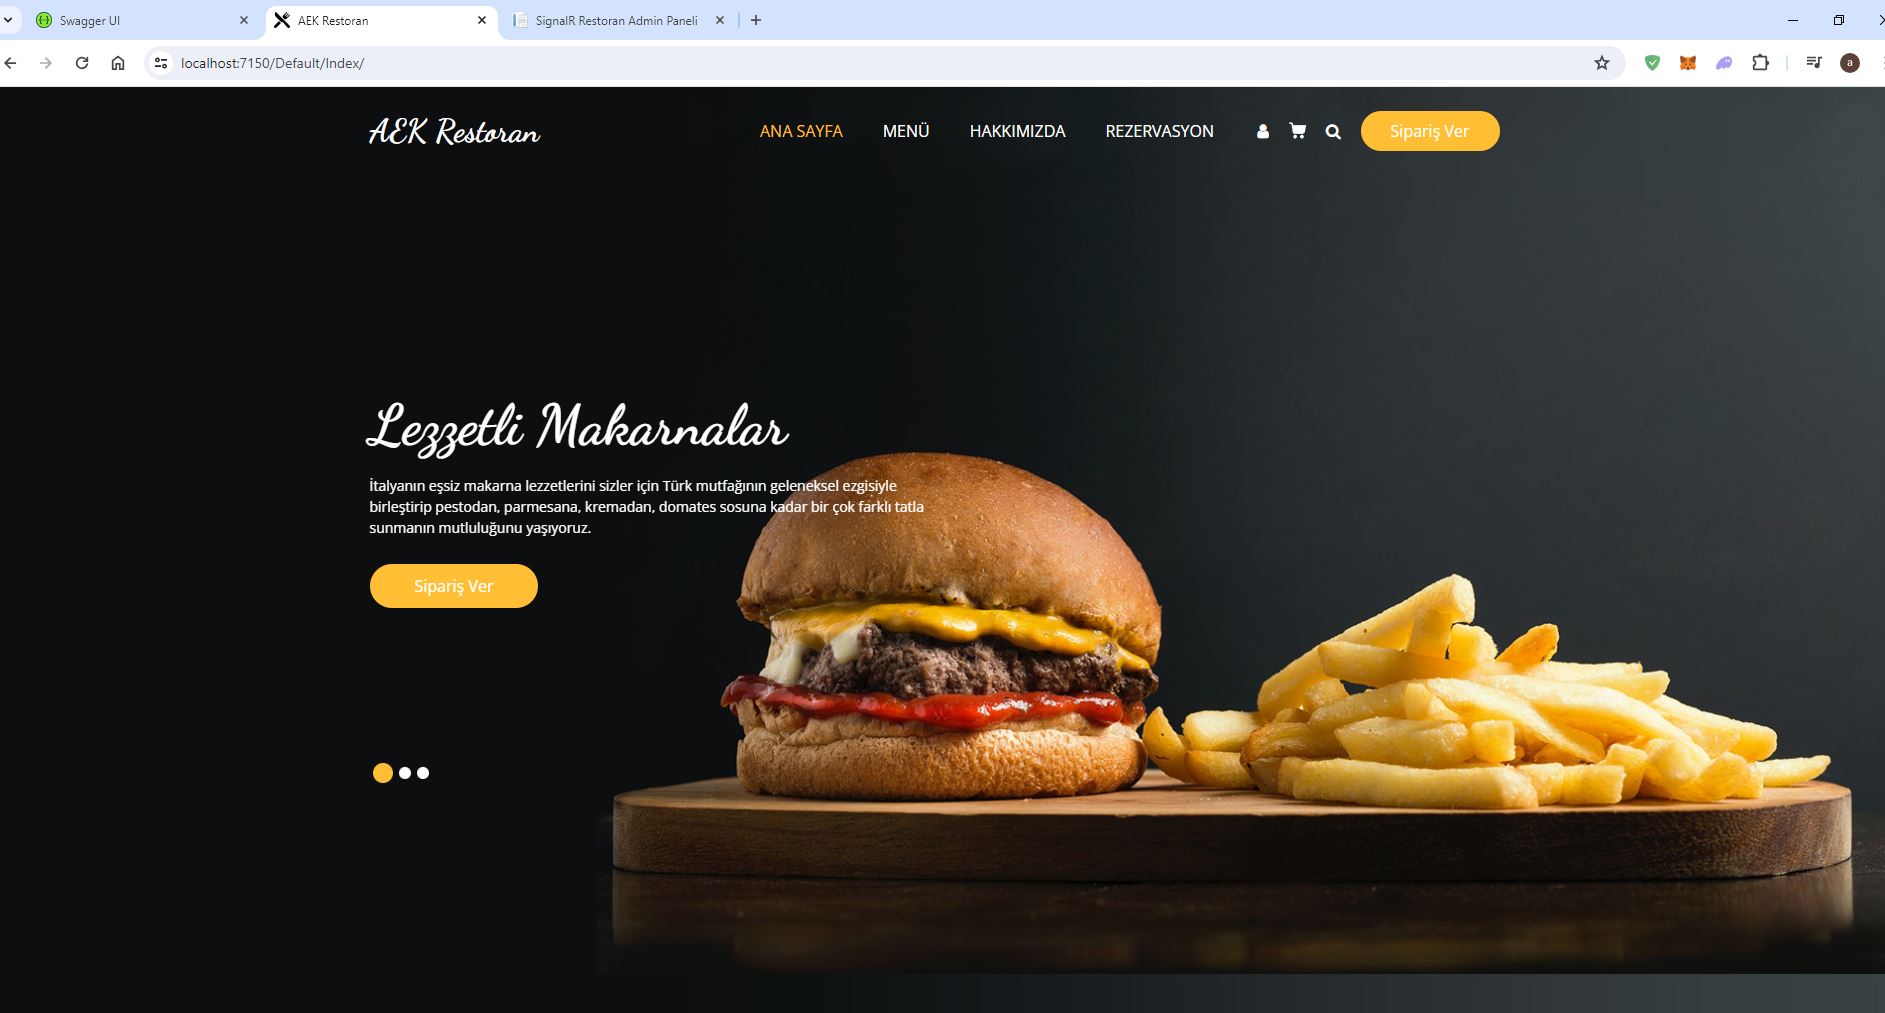 Swagger UI
AEK Restoran
SignalR Restoran Admin Paneli
localhost:7150/Default/Index/
a
AEK Restoran
ANA SAYFA
MENÜ
HAKKIMIZDA
REZERVASYON
Sipariş Ver
Lezzetli Makarnalar
İtalyanın eşsiz makarna lezzetlerini sizler için Türk mutfağının geleneksel ezgisiyle
birleştirip pestodan, parmesana, kremadan, domates sosuna kadar bir çok farklı tatla
sunmanın mutluluğunu yaşıyoruz.
Sipariş Ver